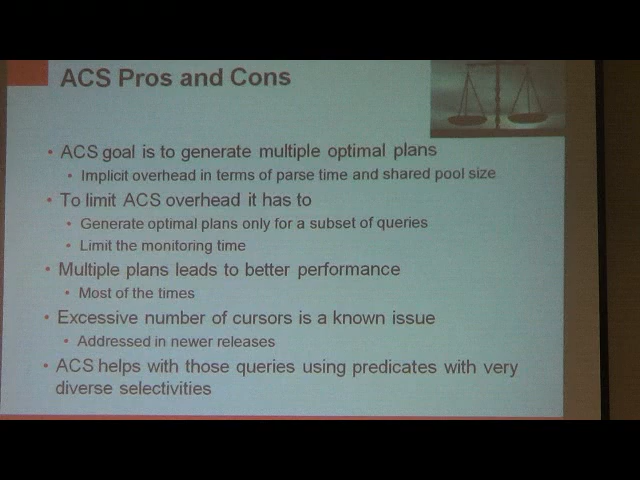 ACS Pros and Cons
• ACS goal is to generate multiple optimal plans
• Implicit overhead in terms of parse time and shared pool size
• To limit ACS overhead it has to
• Generate optimal plans only for a subset of queries
• Limit the monitoring time
• Multiple plans leads to better performance
• Most of the times
• Excessive number of cursors is a known issue
• Addressed in newer releases
• ACS helps with those queries using predicates with very
diverse selectivities